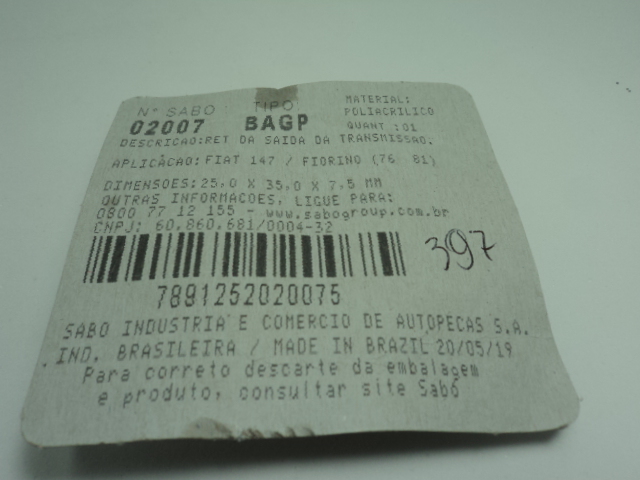 Nº SABO TIPO MATERIAL:
02007 BAGP POLIACRILICO
QUANT :01
DESCRICAO:RET DA SAIDA DA TRANSMISSAO.
APLICACAO: FIAT 147 / FIORINO (76 81)
DIMENSOES: 25,0 X 35,0 X 7,5 MM
OUTRAS INFORMACOES, LIGUE PARA:
0800 77 12 155 - www.sabogroup.com.br
CNPJ: 60.860.681/0004-32
397
7891252020075
SABO INDUSTRIA E COMERCIO DE AUTOPECAS S.A.
IND. BRASILEIRA / MADE IN BRAZIL 20/05/19
Para correto descarte da embalagem
e produto, consultar site Sabó